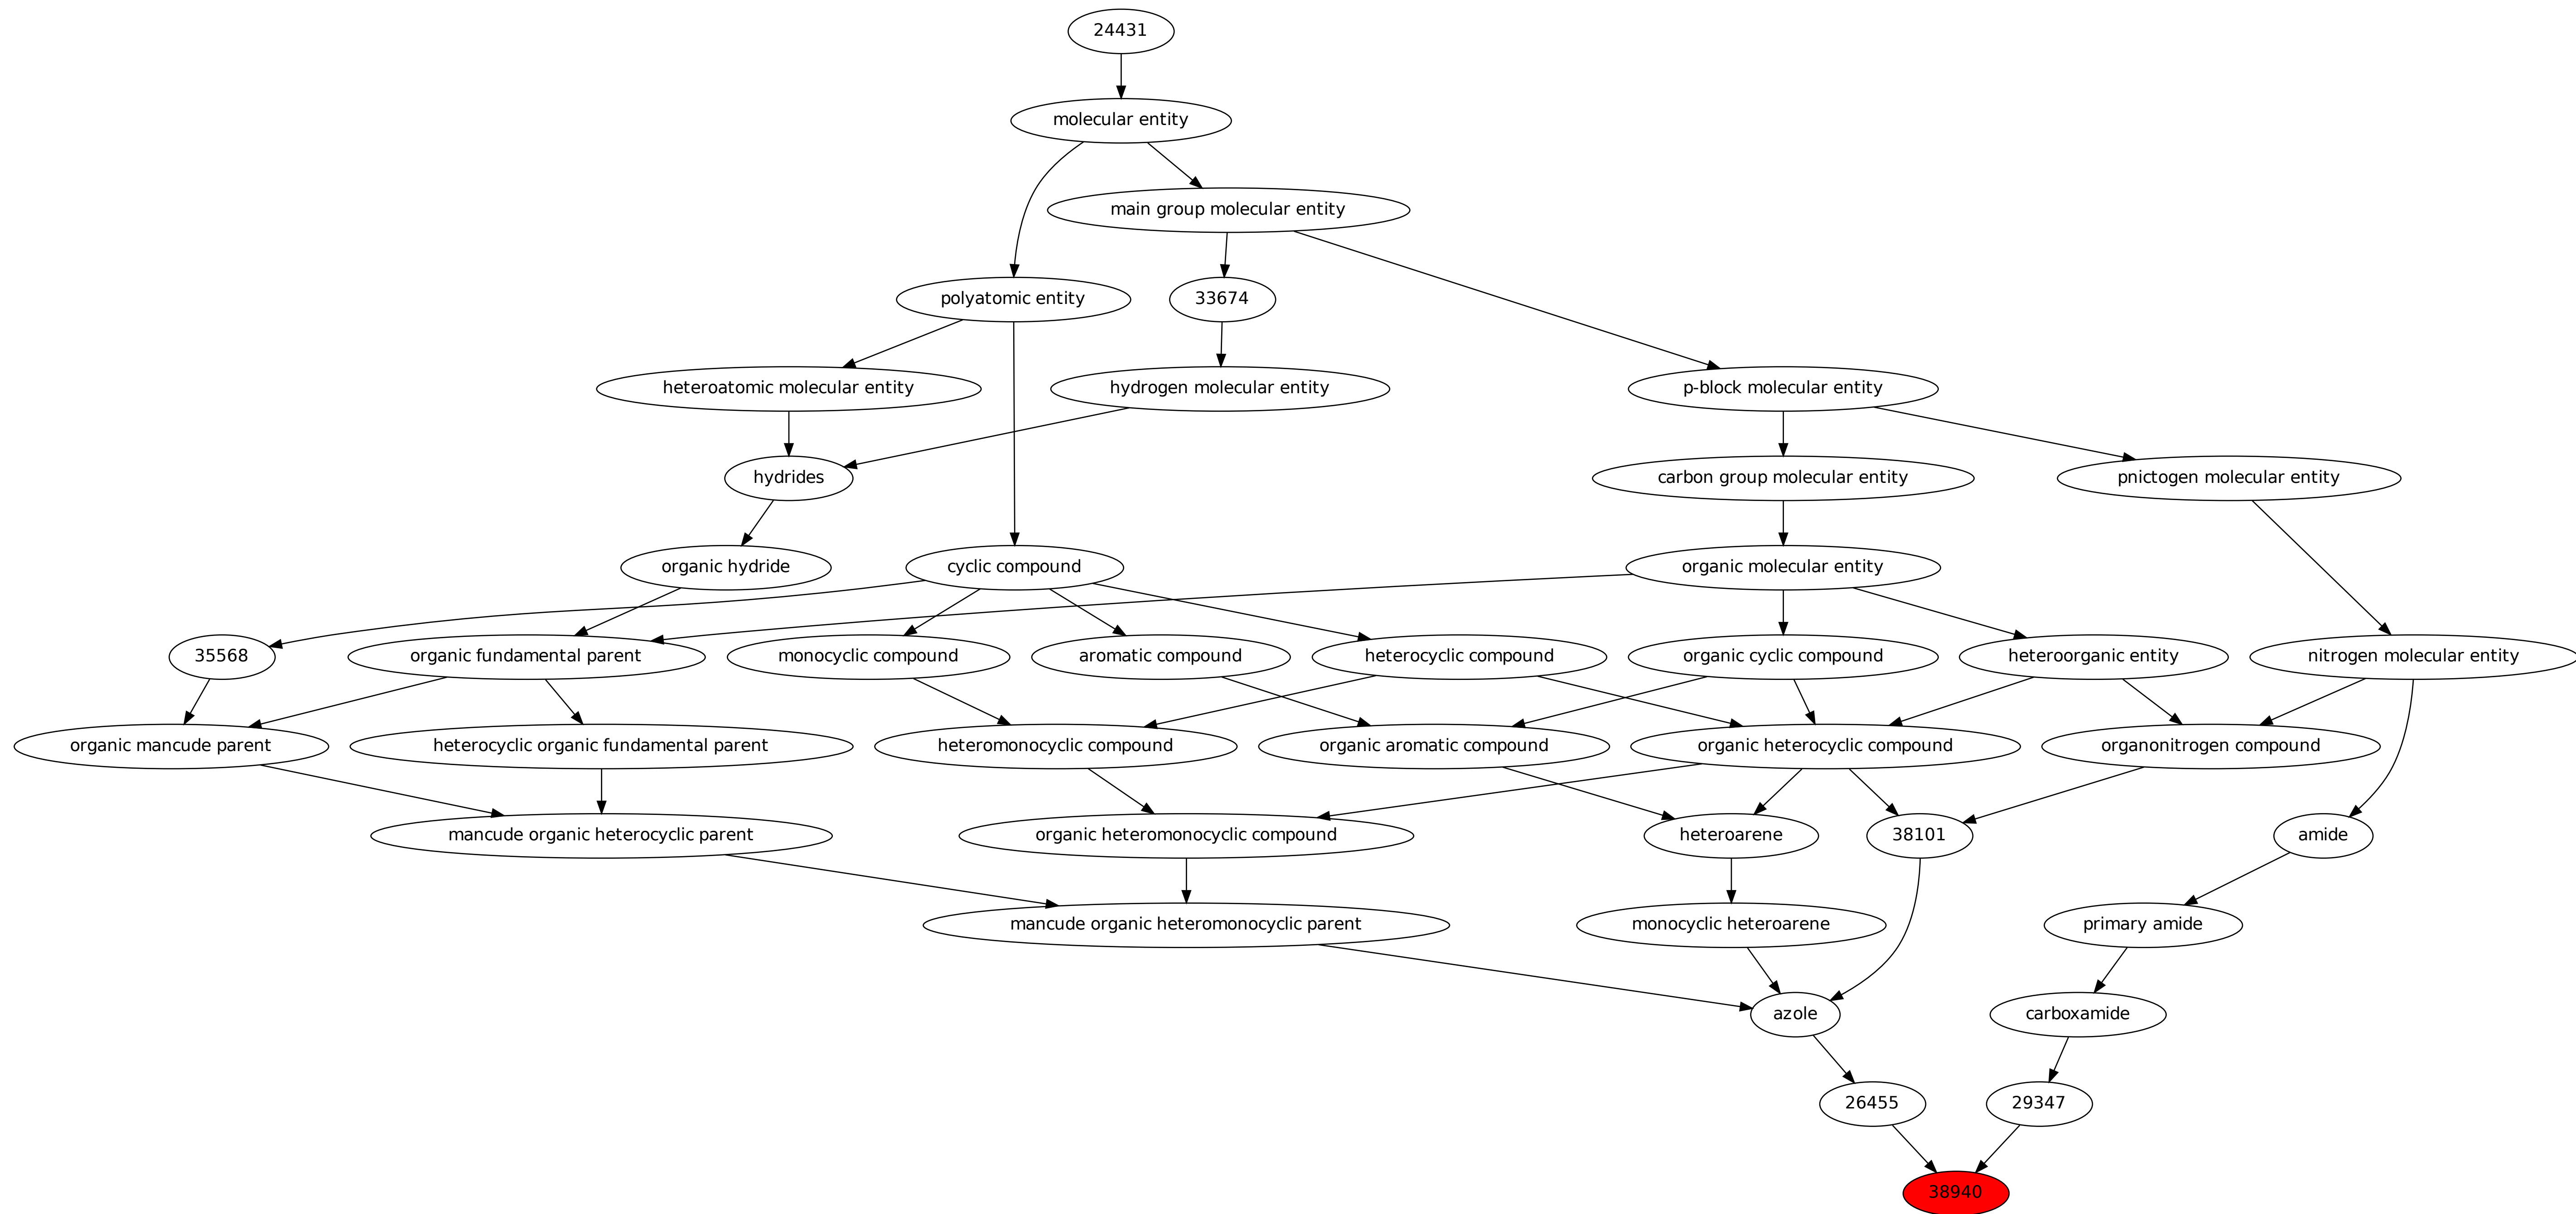 24431
molecular entity
main group molecular entity
polyatomic entity
33674
heteroatomic molecular entity
hydrogen molecular entity
p-block molecular entity
hydrides
carbon group molecular entity
pnictogen molecular entity
organic hydride
cyclic compound
organic molecular entity
35568
organic fundamental parent
monocyclic compound
aromatic compound
heterocyclic compound
organic cyclic compound
heteroorganic entity
nitrogen molecular entity
organic mancude parent
heterocyclic organic fundamental parent
heteromonocyclic compound
organic aromatic compound
organic heterocyclic compound
organonitrogen compound
mancude organic heterocyclic parent
organic heteromonocyclic compound
heteroarene
38101
amide
mancude organic heteromonocyclic parent
monocyclic heteroarene
primary amide
azole
carboxamide
26455
29347
38940